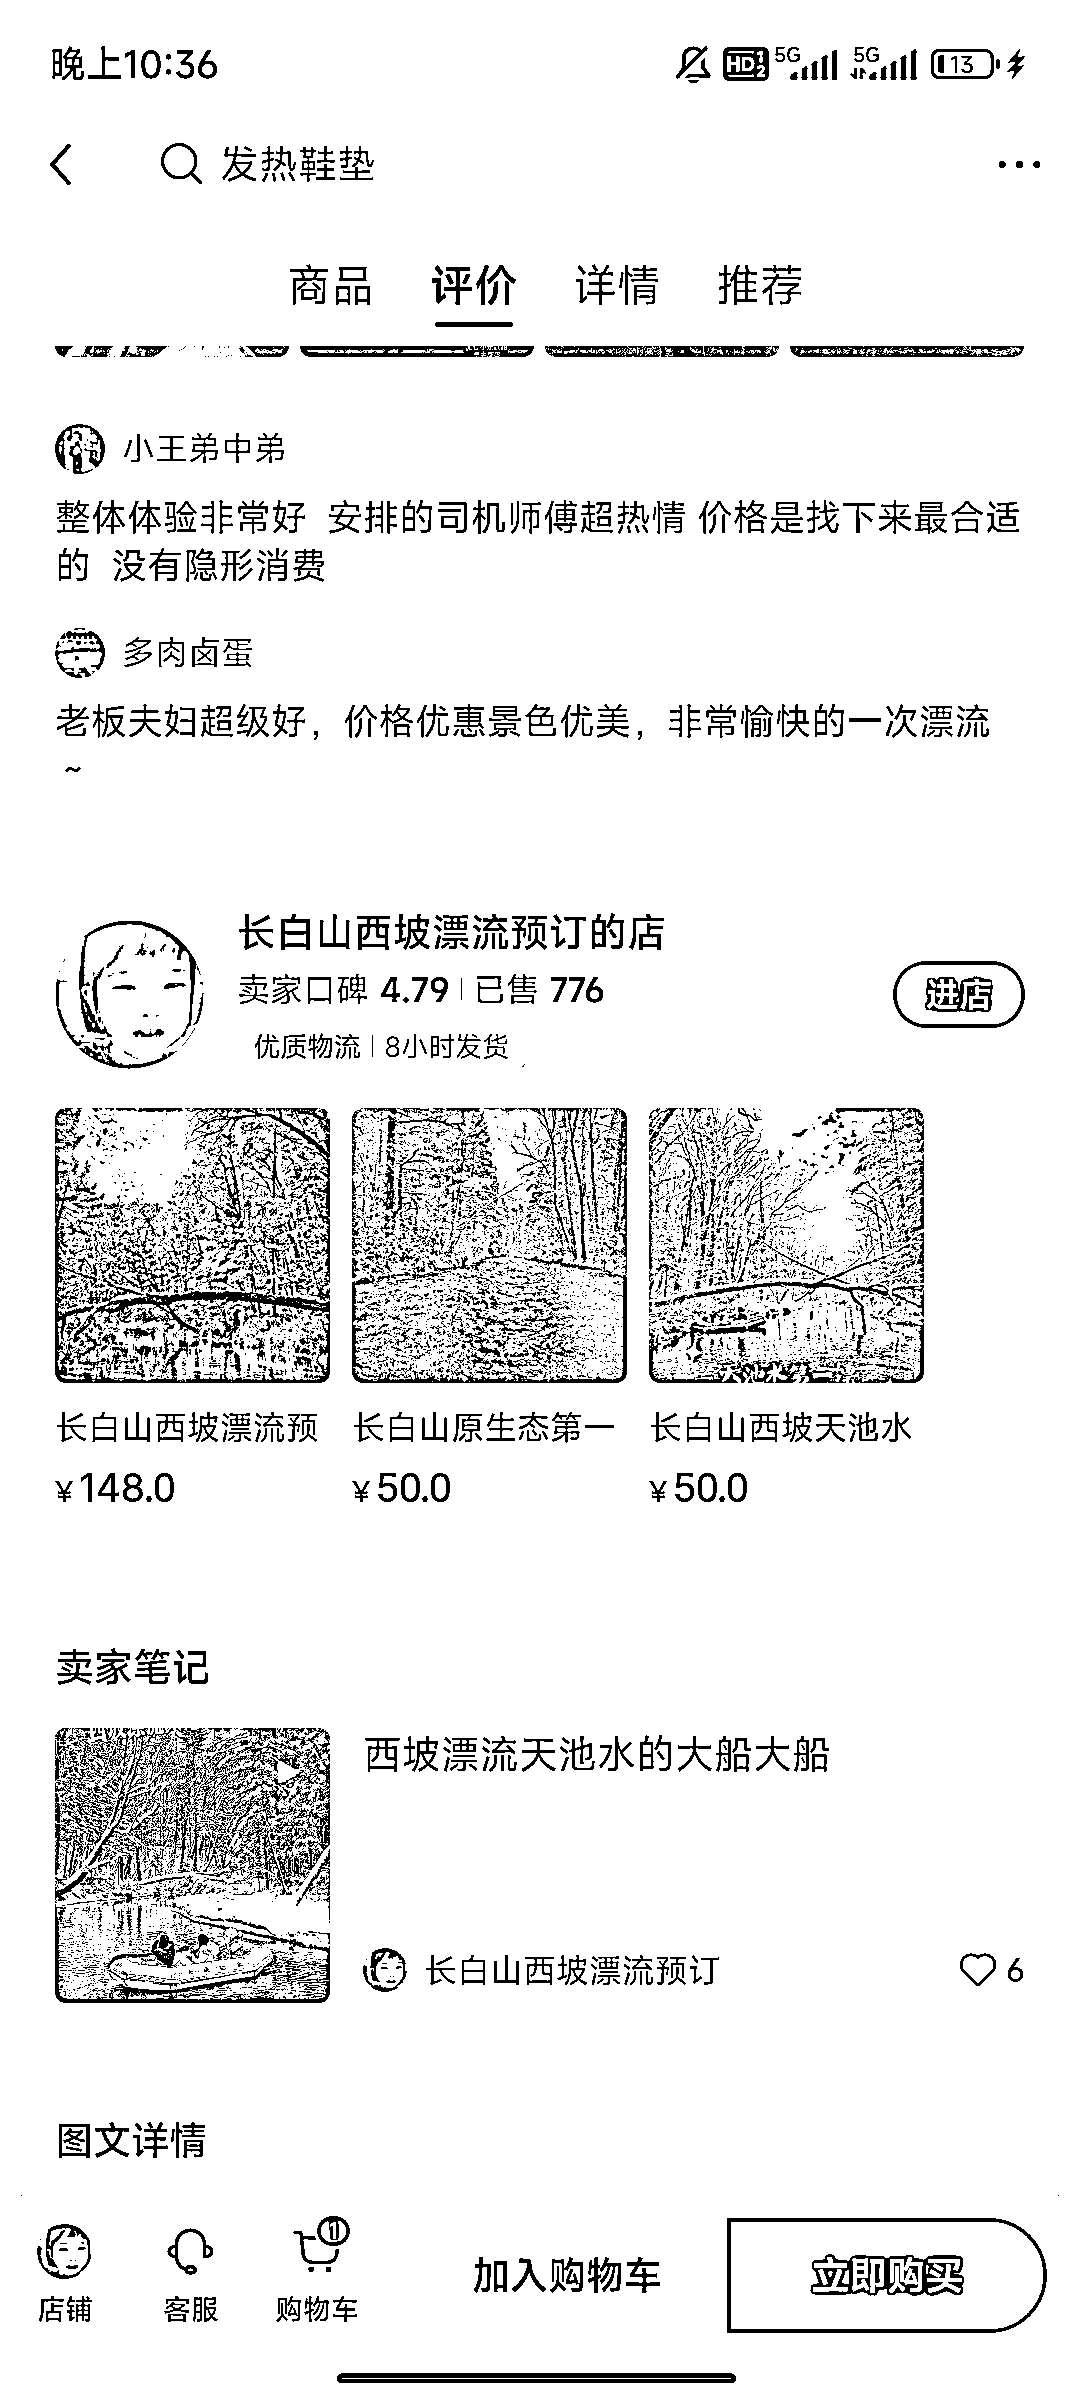 晚上10:36
HD 1 2 5G 5G 13
发热鞋垫
商品 评价 详情 推荐
小王弟中弟
整体体验非常好 安排的司机师傅超热情 价格是找下来最合适
的 没有隐形消费
多肉卤蛋
老板夫妇超级好，价格优惠景色优美，非常愉快的一次漂流
~
长白山西坡漂流预订的店
卖家口碑 4.79 | 已售 776
进店
优质物流 | 8小时发货
长白山西坡漂流预 长白山原生态第一 长白山西坡天池水
¥148.0 ¥50.0 ¥50.0
卖家笔记
西坡漂流天池水的大船大船
长白山西坡漂流预订 6
图文详情
1
店铺 客服 购物车 加入购物车 立即购买